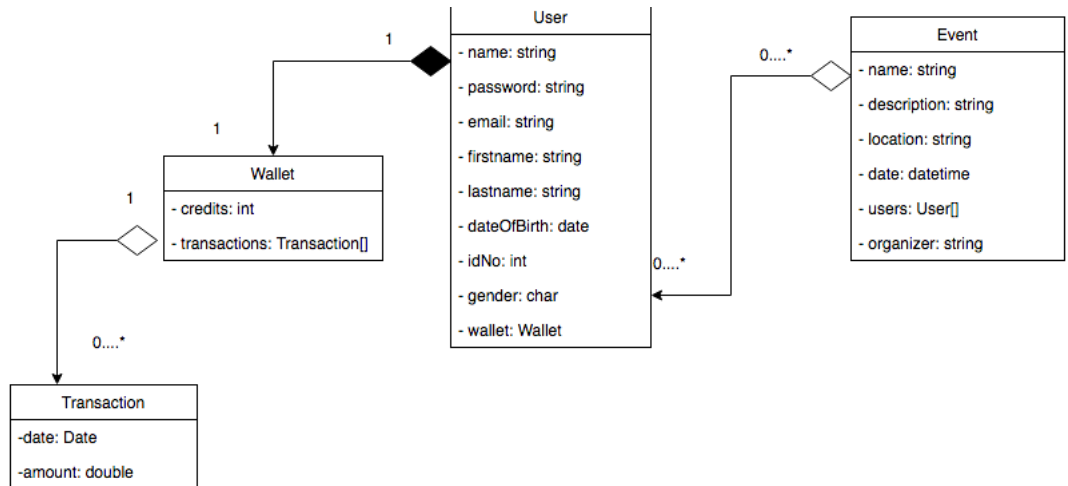 User
- name: string
- password: string
- email: string
- firstname: string
- lastname: string
- dateOfBirth: date
- idNo: int
- gender: char
- wallet: Wallet
1
1
Wallet
- credits: int
- transactions: Transaction[]
1
0....*
Transaction
-date: Date
-amount: double
0....*
0....*
Event
- name: string
- description: string
- location: string
- date: datetime
- users: User[]
- organizer: string